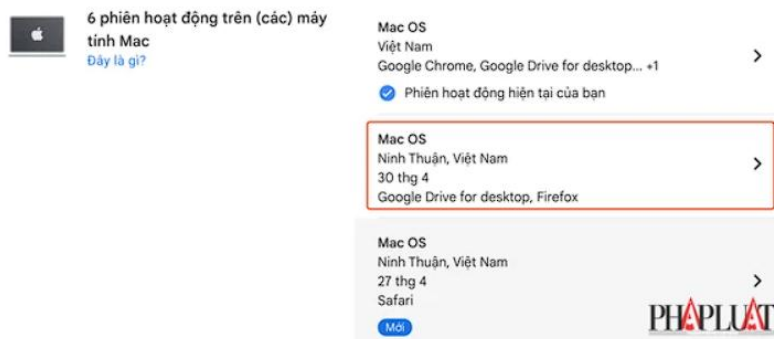 6 phiên hoạt động trên (các) máy
tính Mac
Đây là gì?
Mac OS
Việt Nam
Google Chrome, Google Drive for desktop... +1
Phiên hoạt động hiện tại của bạn
Mac OS
Ninh Thuận, Việt Nam
30 thg 4
Google Drive for desktop, Firefox
Mac OS
Ninh Thuận, Việt Nam
27 thg 4
Safari
Mới
PHÁPLUẬT